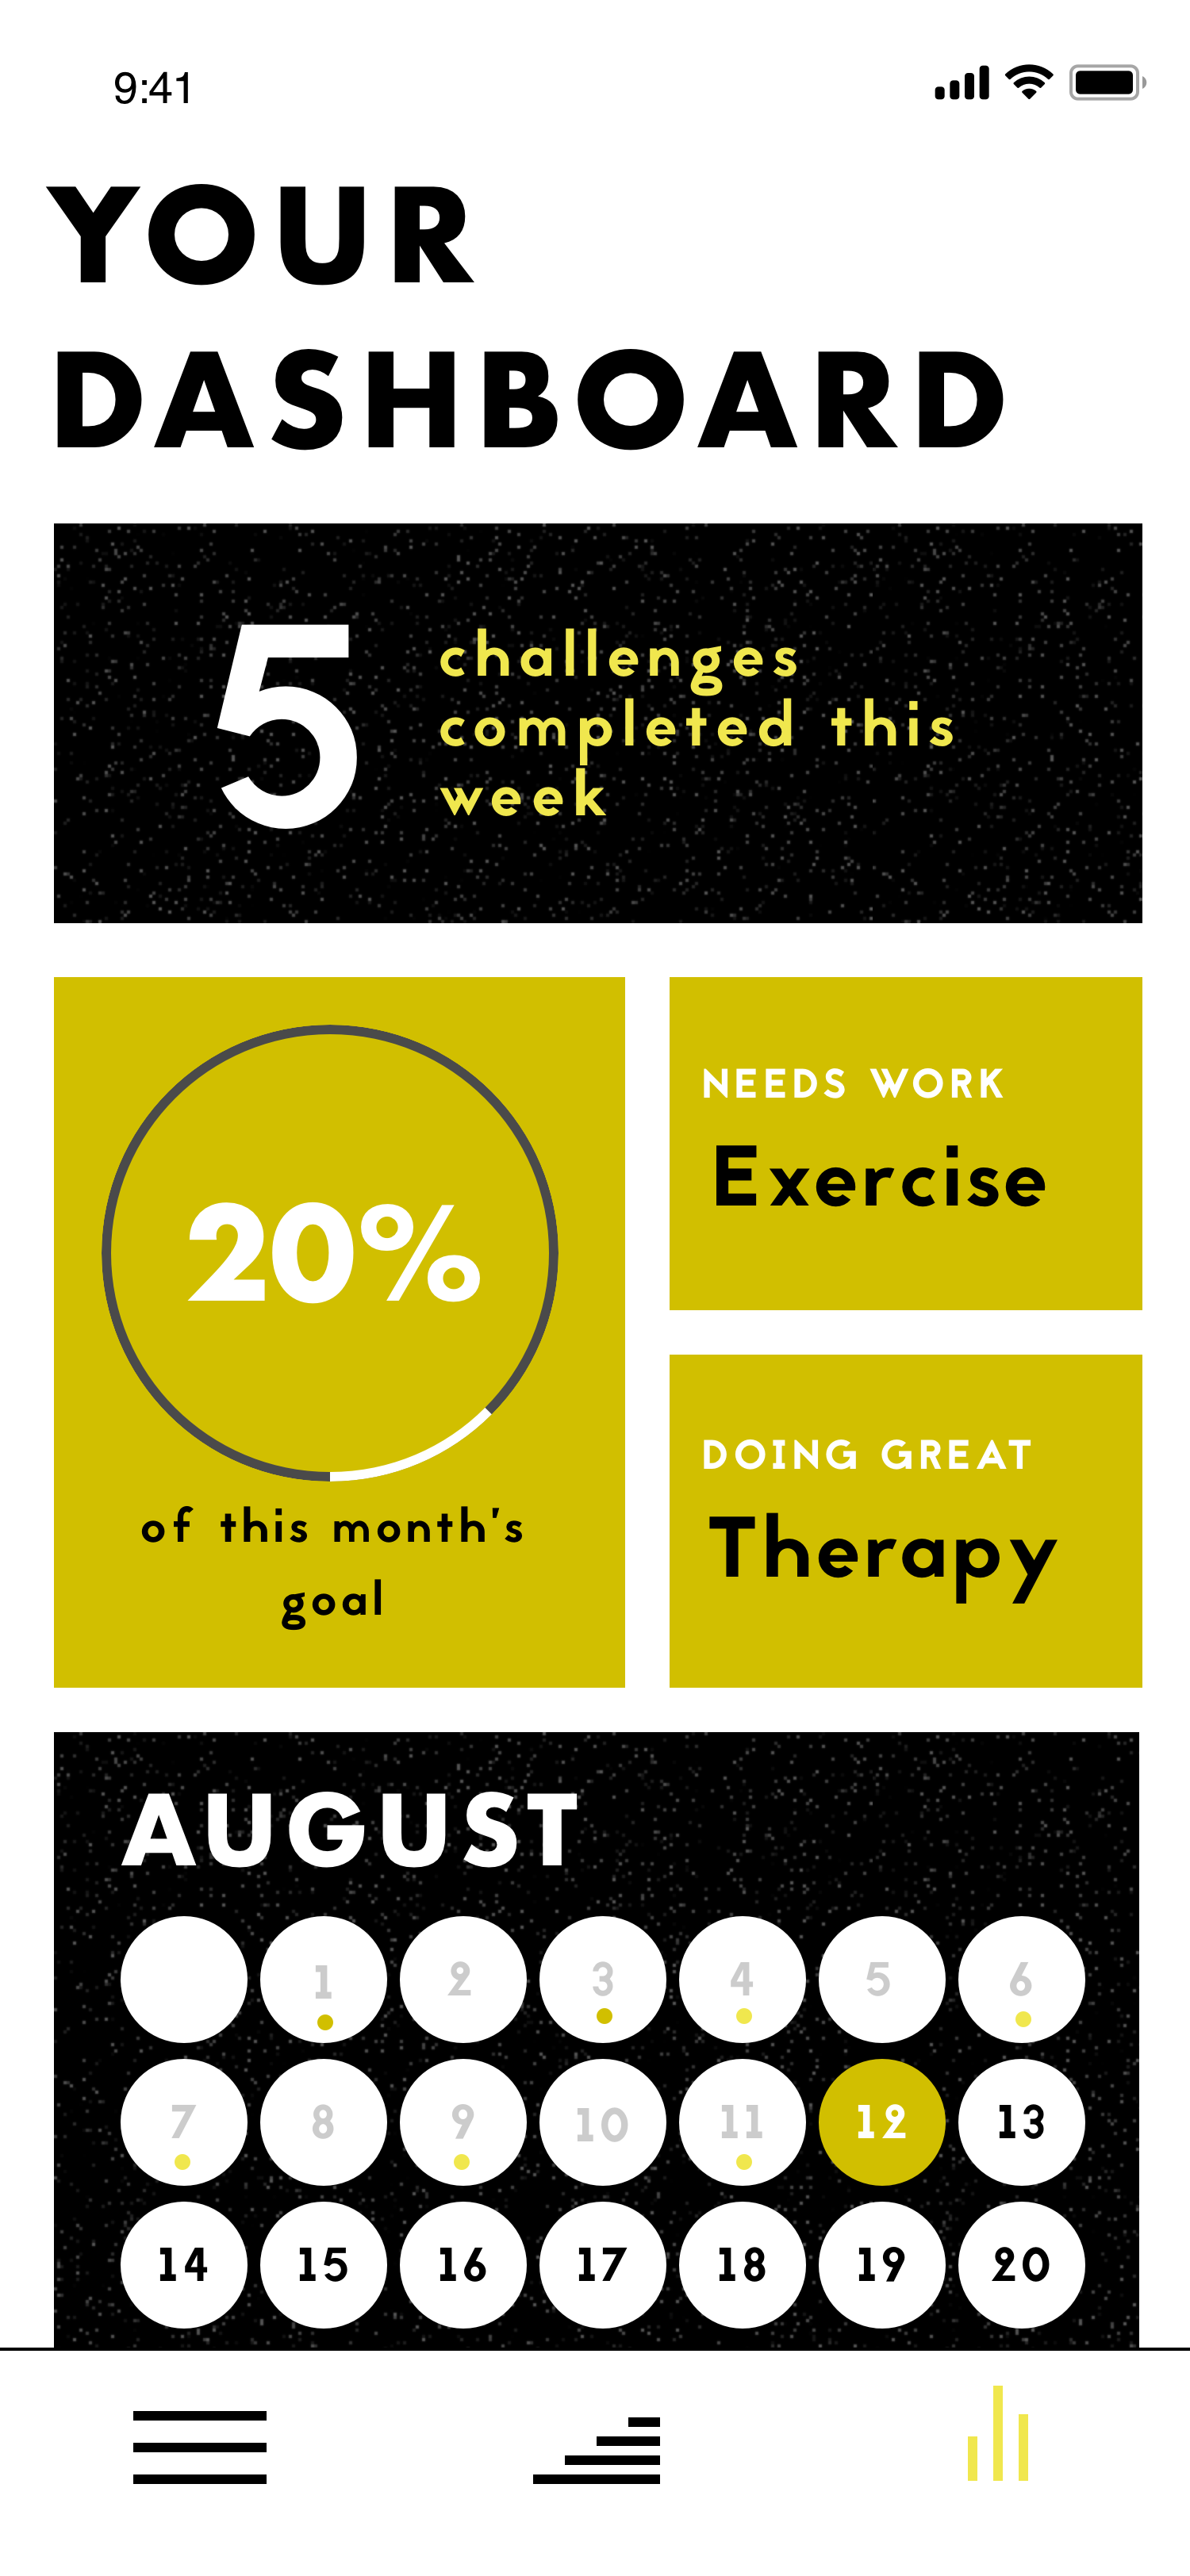 9:41
YOUR
DASHBOARD
5
challenges
completed this
week
20%
of this month's
goal
NEEDS WORK
Exercise
DOING GREAT
Therapy
AUGUST
1 2 3 4 5 6
7 8 9 10 11 12 13
14 15 16 17 18 19 20